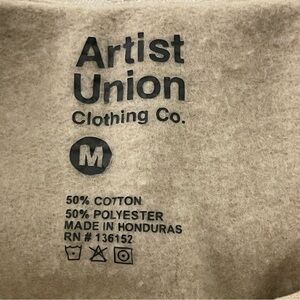 Artist
Union
Clothing Co.
M
50% COTTON
50% POLYESTER
MADE IN HONDURAS
RN # 136152